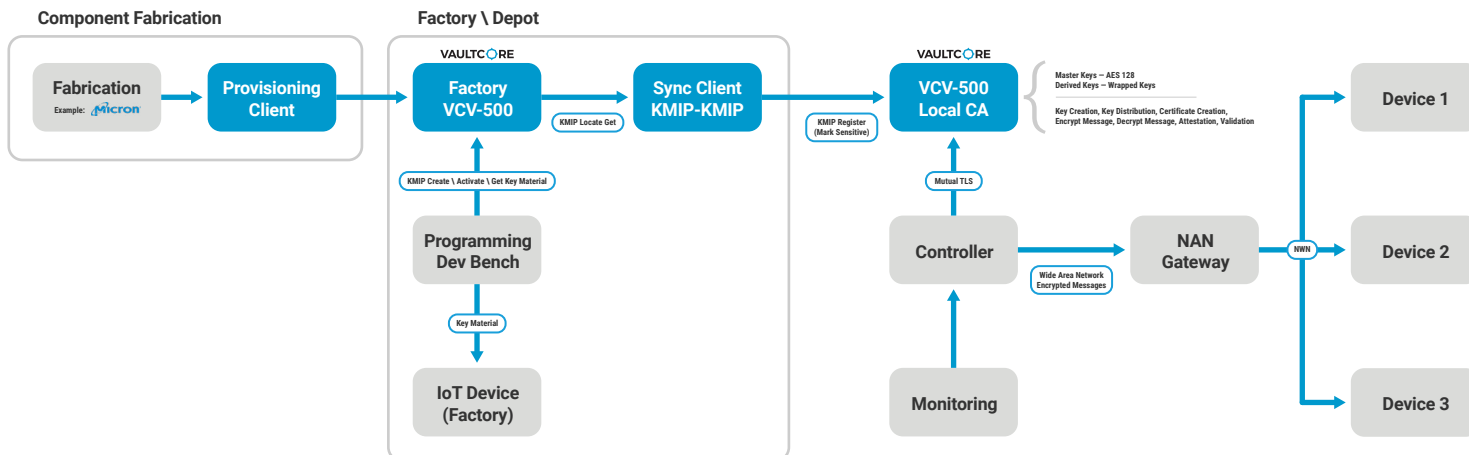 Component Fabrication
Factory \ Depot
Fabrication
Example: Micron
Provisioning
Client
VAULTCORE
Factory
VCV-500
KMIP Locate Get
Sync Client
KMIP-KMIP
KMIP Register
(Mark Sensitive)
VAULTCORE
VCV-500
Local CA
Master Keys – AES 128
Derived Keys – Wrapped Keys
Key Creation, Key Distribution, Certificate Creation,
Encrypt Message, Decrypt Message, Attestation, Validation
KMIP Create \ Activate \ Get Key Material
Programming
Dev Bench
Key Material
IoT Device
(Factory)
Mutual TLS
Controller
Wide Area Network
Encrypted Messages
Monitoring
NAN
Gateway
NWN
Device 1
Device 2
Device 3